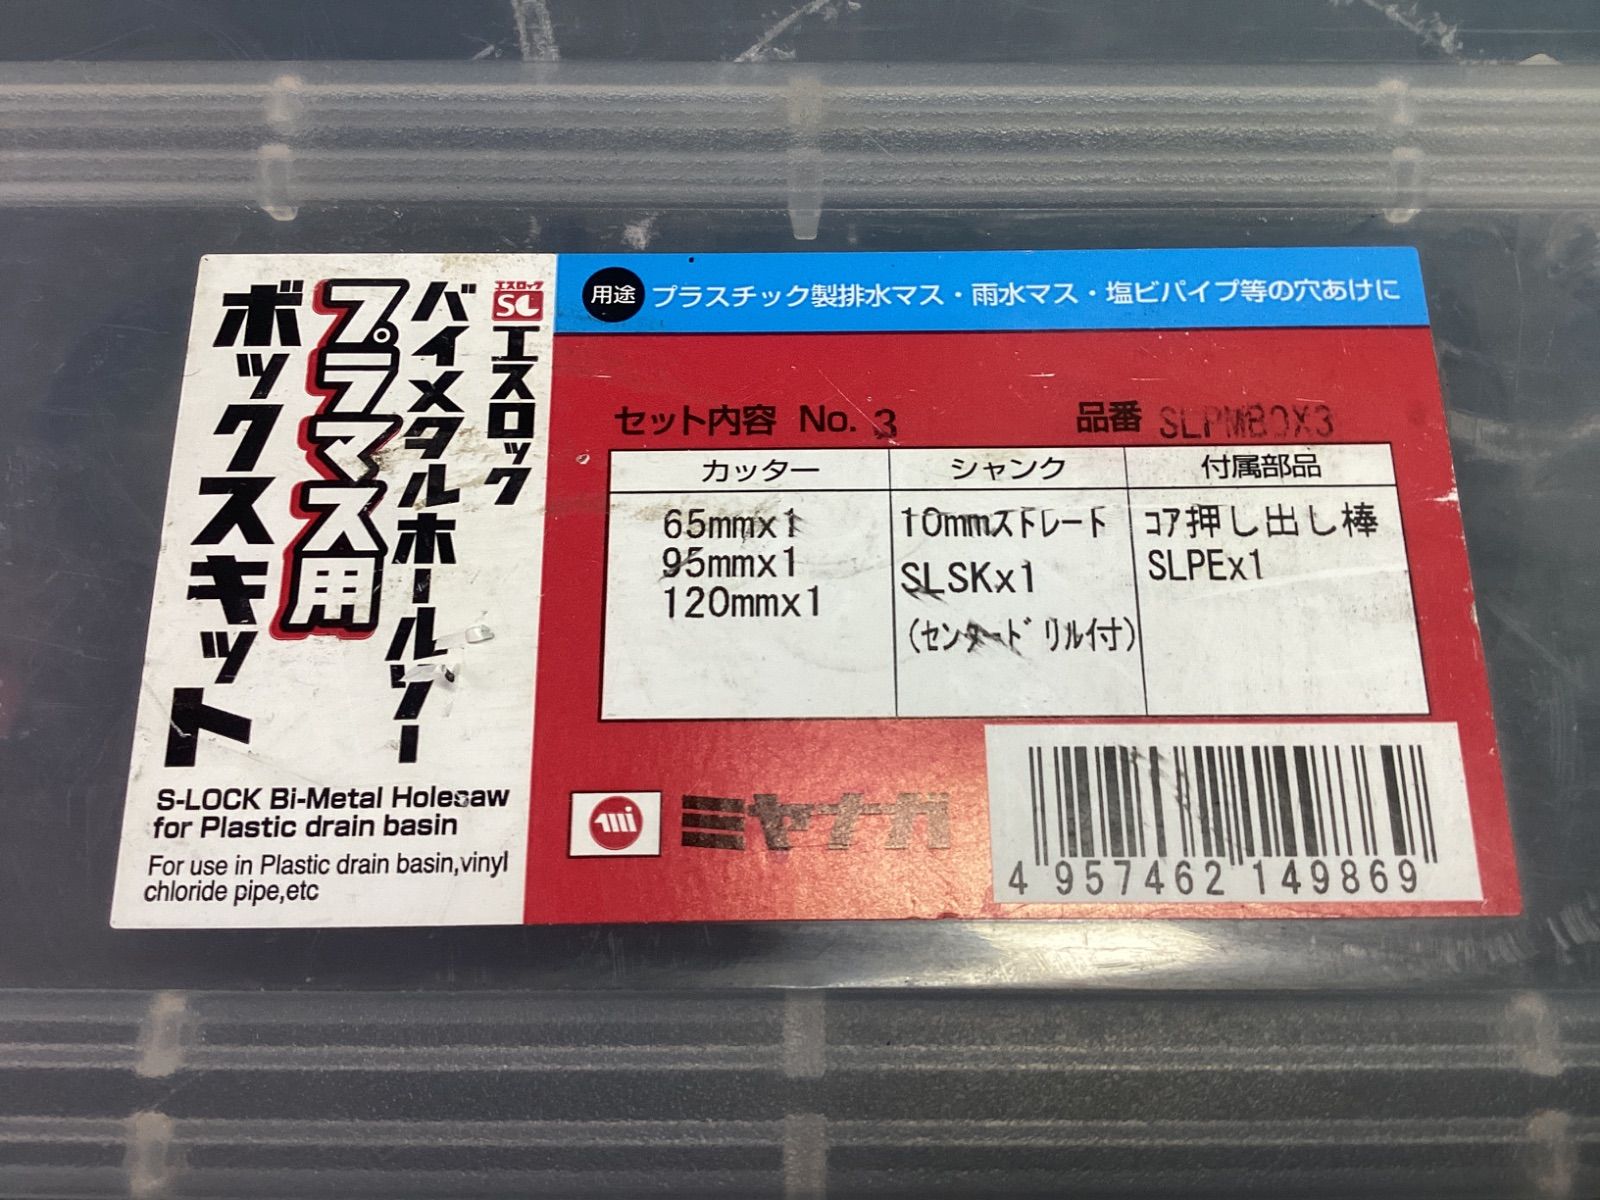 エスロック
SL
エスロック
バイメタルホールソー
プラマス用
ボックスキット
S-LOCK Bi-Metal Holesaw
for Plastic drain basin
For use in Plastic drain basin,vinyl
chloride pipe,etc
用途 プラスチック製排水マス・雨水マス・塩ビパイプ等の穴あけに
セット内容 No. 3 品番 SLPMBOX3
カッター シャンク 付属部品
65mmx1 10mmストレート コア押し出し棒
95mmx1 SLSKx1 SLPEx1
120mmx1 (センタードリル付)
mi ミヤナガ
4 957462 149869